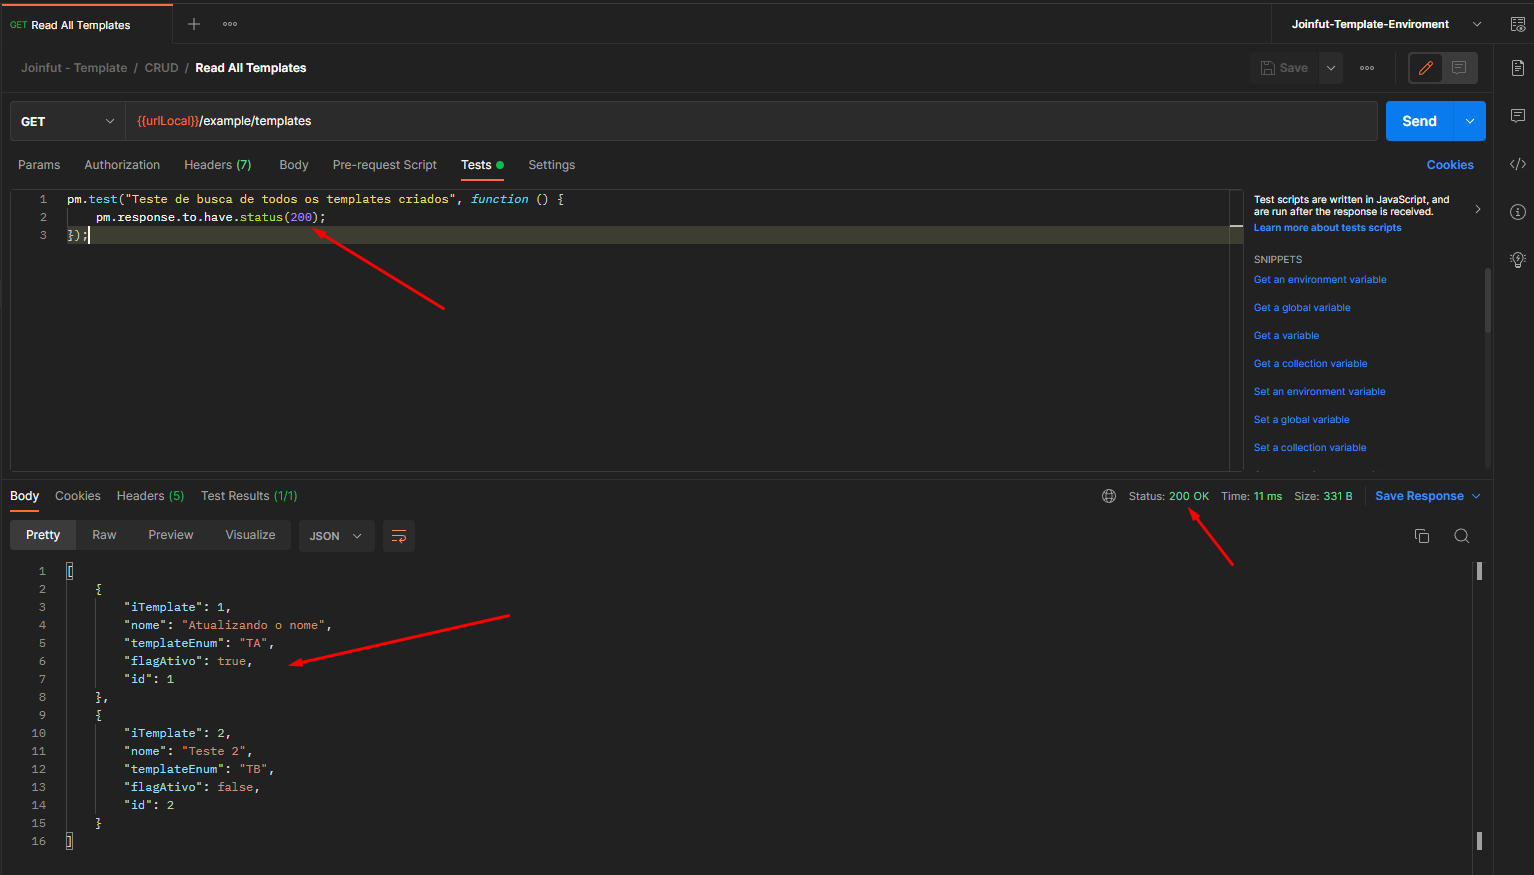 GET Read All Templates
Joinfut-Template-Enviroment
Joinfut - Template / CRUD / Read All Templates
Save
GET
{{urlLocal}}/example/templates
Send
Params Authorization Headers (7) Body Pre-request Script Tests Settings
Cookies
1 pm.test("Teste de busca de todos os templates criados", function () {
2 pm.response.to.have.status(200);
3 });
Test scripts are written in JavaScript, and
are run after the response is received.
Learn more about tests scripts
SNIPPETS
Get an environment variable
Get a global variable
Get a variable
Get a collection variable
Set an environment variable
Set a global variable
Set a collection variable
Body Cookies Headers (5) Test Results (1/1)
Status: 200 OK Time: 11 ms Size: 331 B Save Response
Pretty Raw Preview Visualize JSON
1 [
2 {
3 "iTemplate": 1,
4 "nome": "Atualizando o nome",
5 "templateEnum": "TA",
6 "flagAtivo": true,
7 "id": 1
8 },
9 {
10 "iTemplate": 2,
11 "nome": "Teste 2",
12 "templateEnum": "TB",
13 "flagAtivo": false,
14 "id": 2
15 }
16 ]